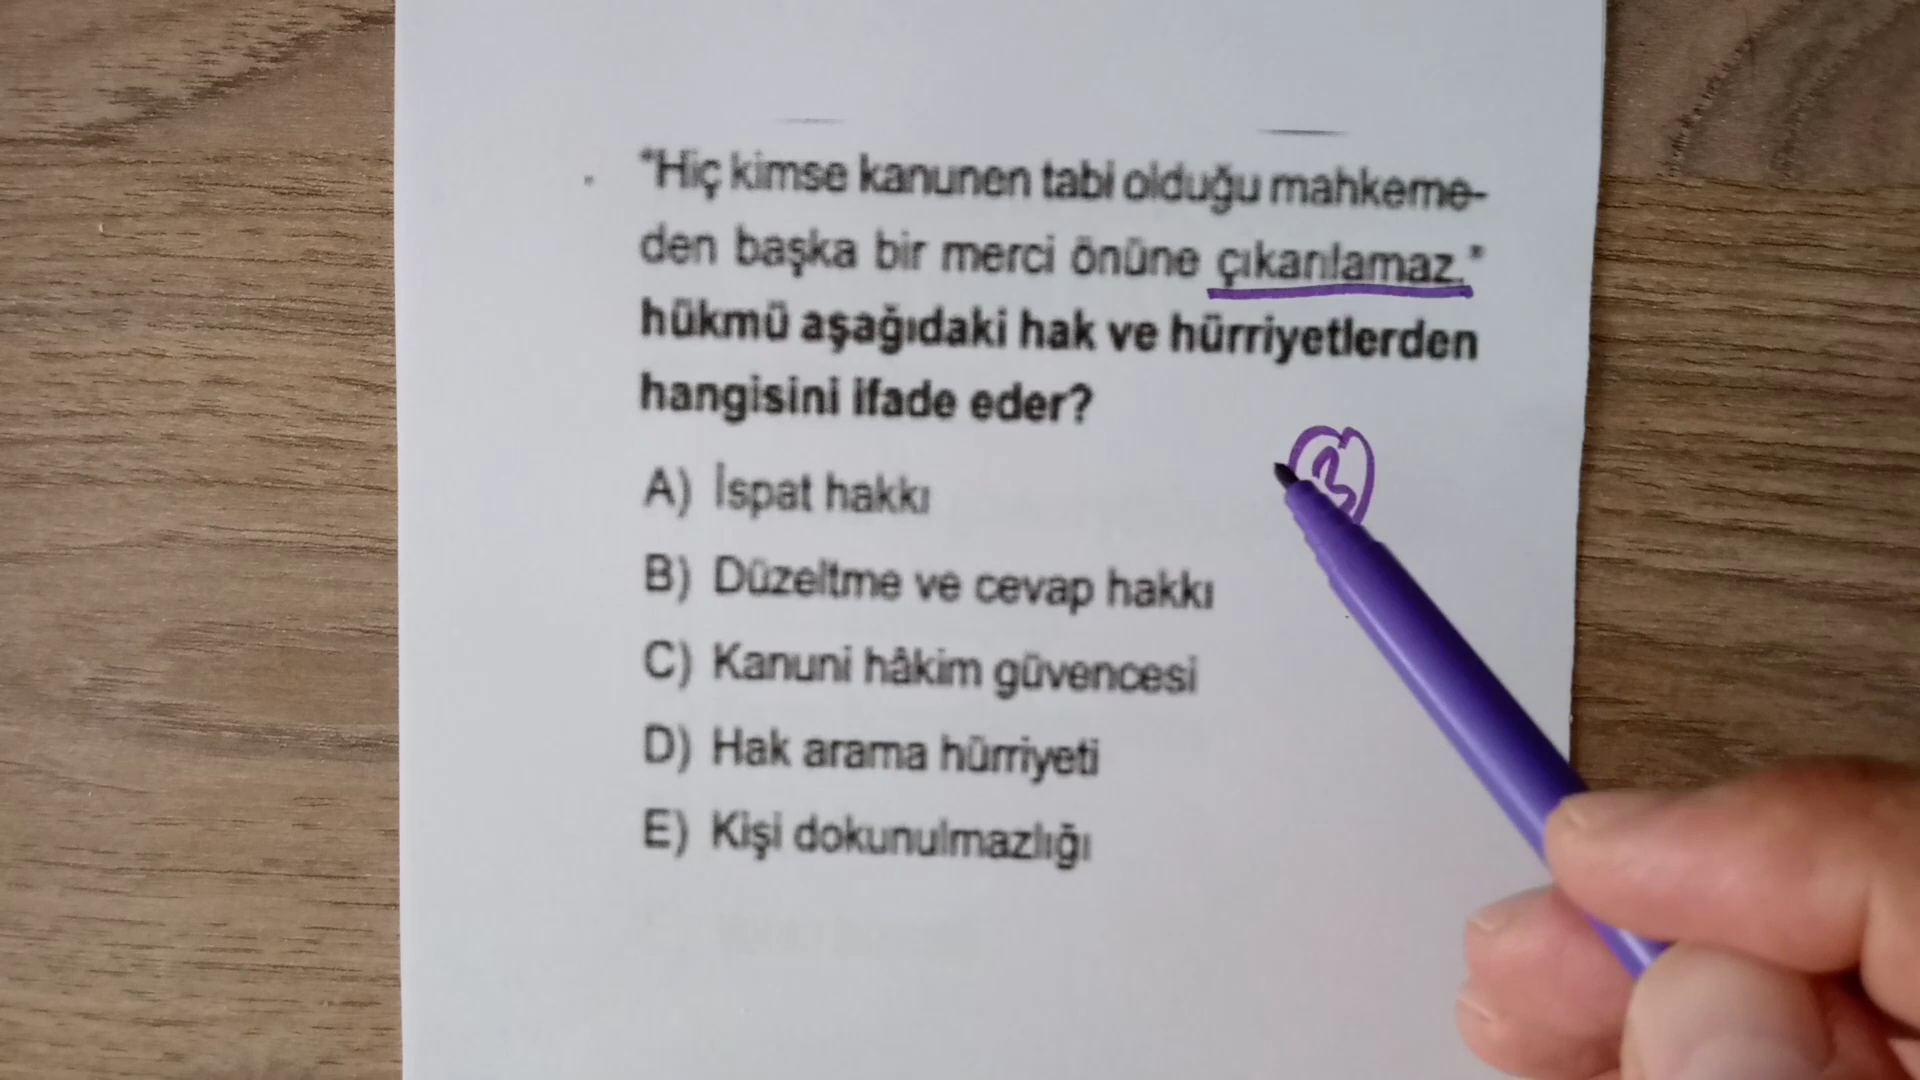 "Hiç kimse kanunen tabi olduğu mahkeme-
den başka bir merci önüne çıkarılamaz."
hükmü aşağıdaki hak ve hürriyetlerden
hangisini ifade eder?
A) İspat hakkı
B) Düzeltme ve cevap hakkı
C) Kanuni hâkim güvencesi
D) Hak arama hürriyeti
E) Kişi dokunulmazlığı